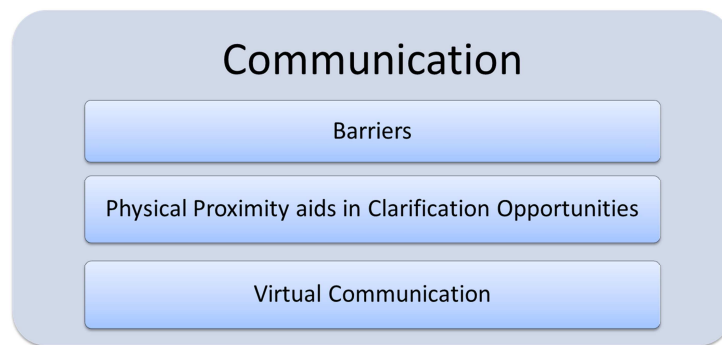 Communication
Barriers
Physical Proximity aids in Clarification Opportunities
Virtual Communication